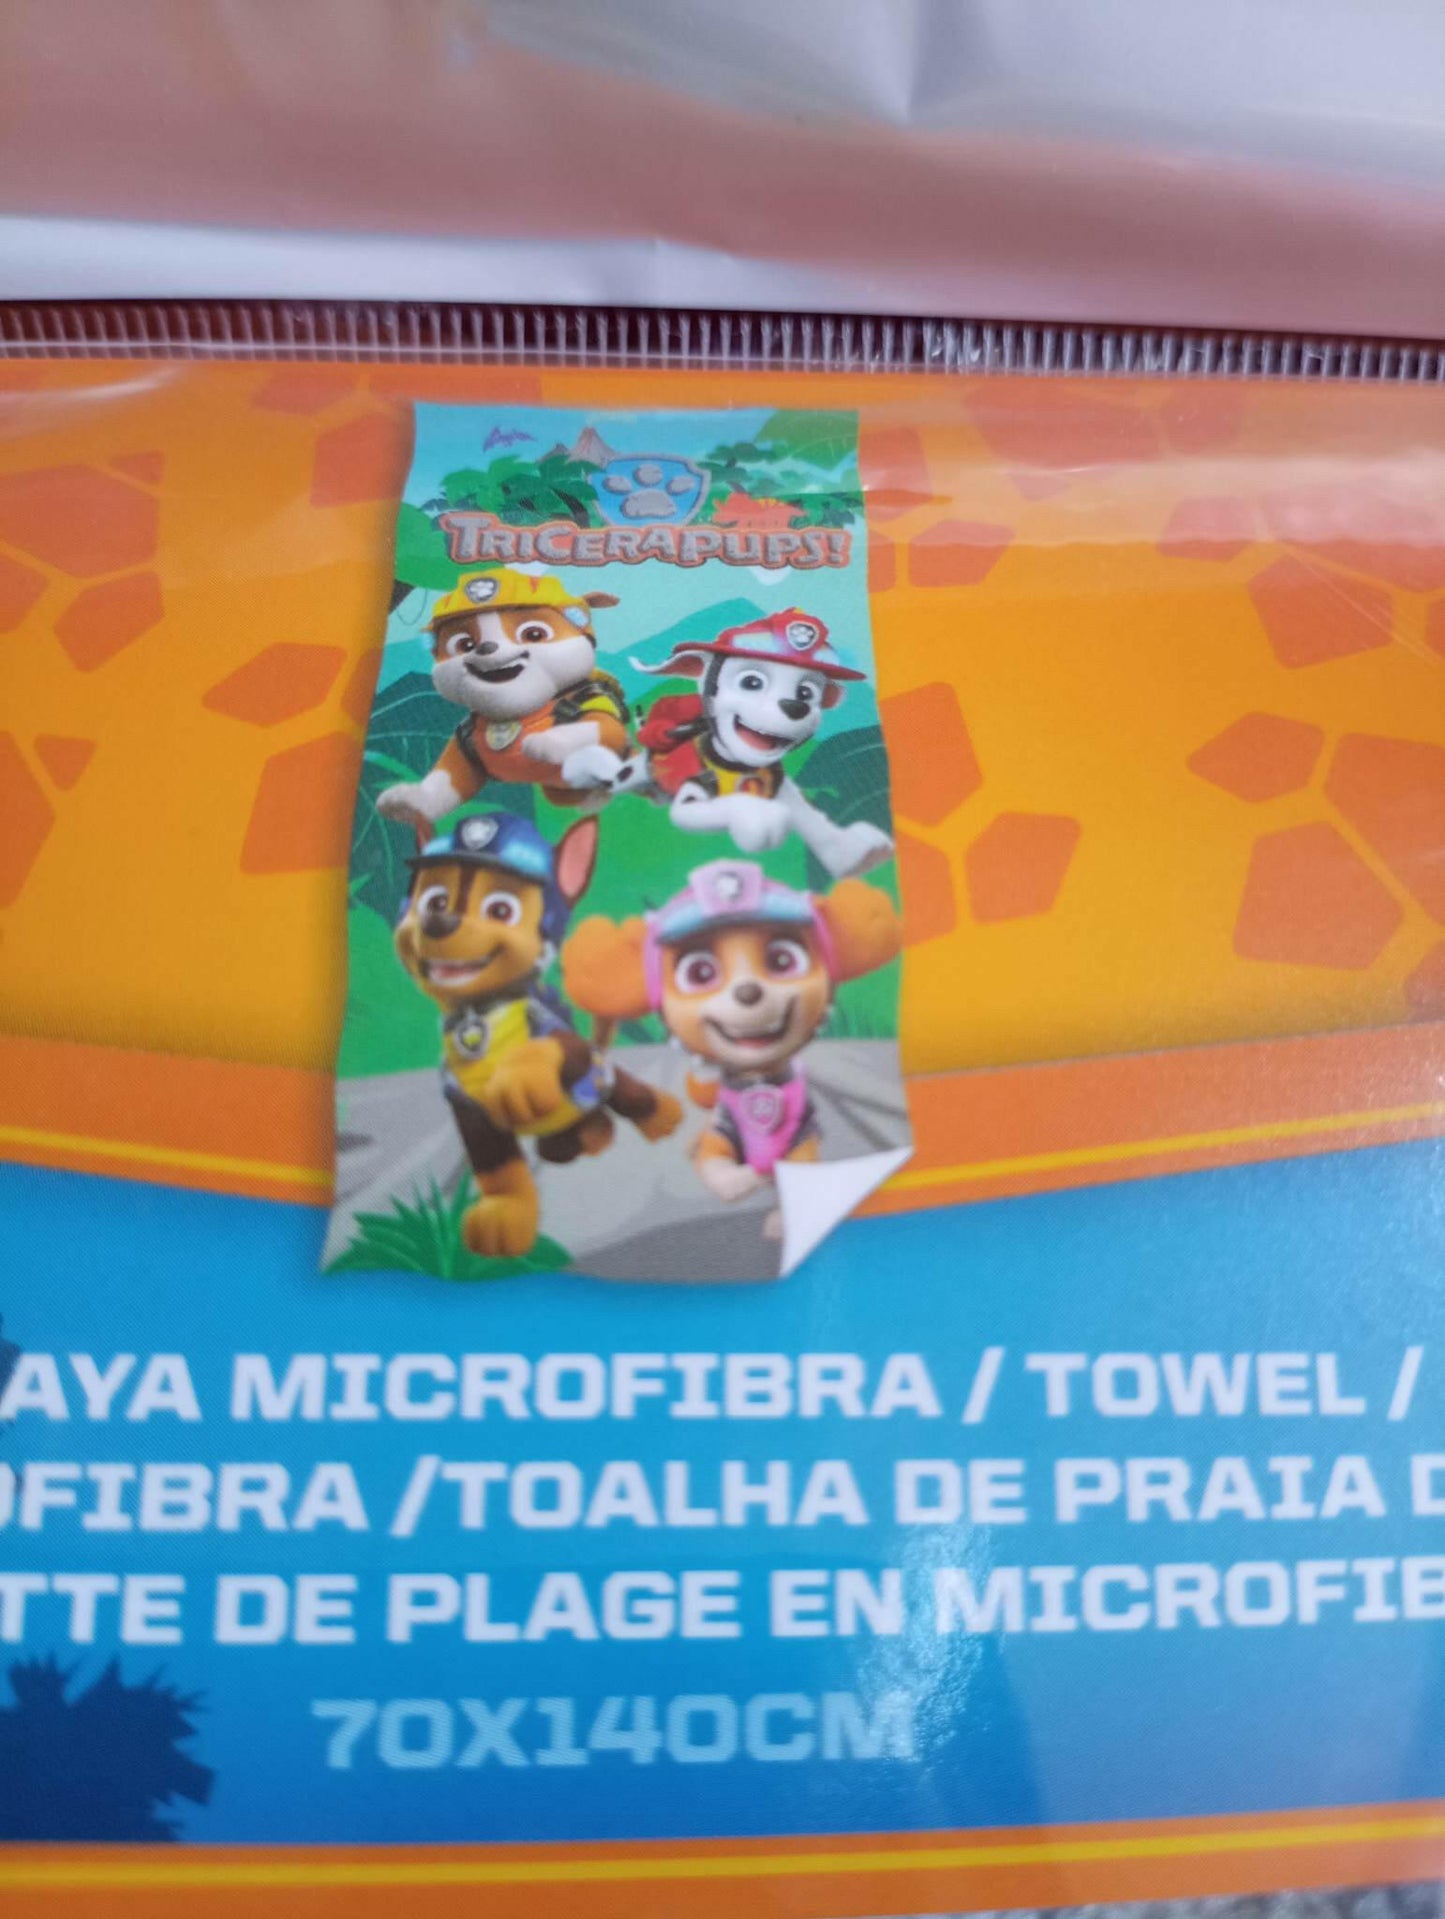 TRICERAPUPS!
AYA MICROFIBRA / TOWEL /
OFIBRA /TOALHA DE PRAIA D
TTE DE PLAGE EN MICROFIB
70X140CM